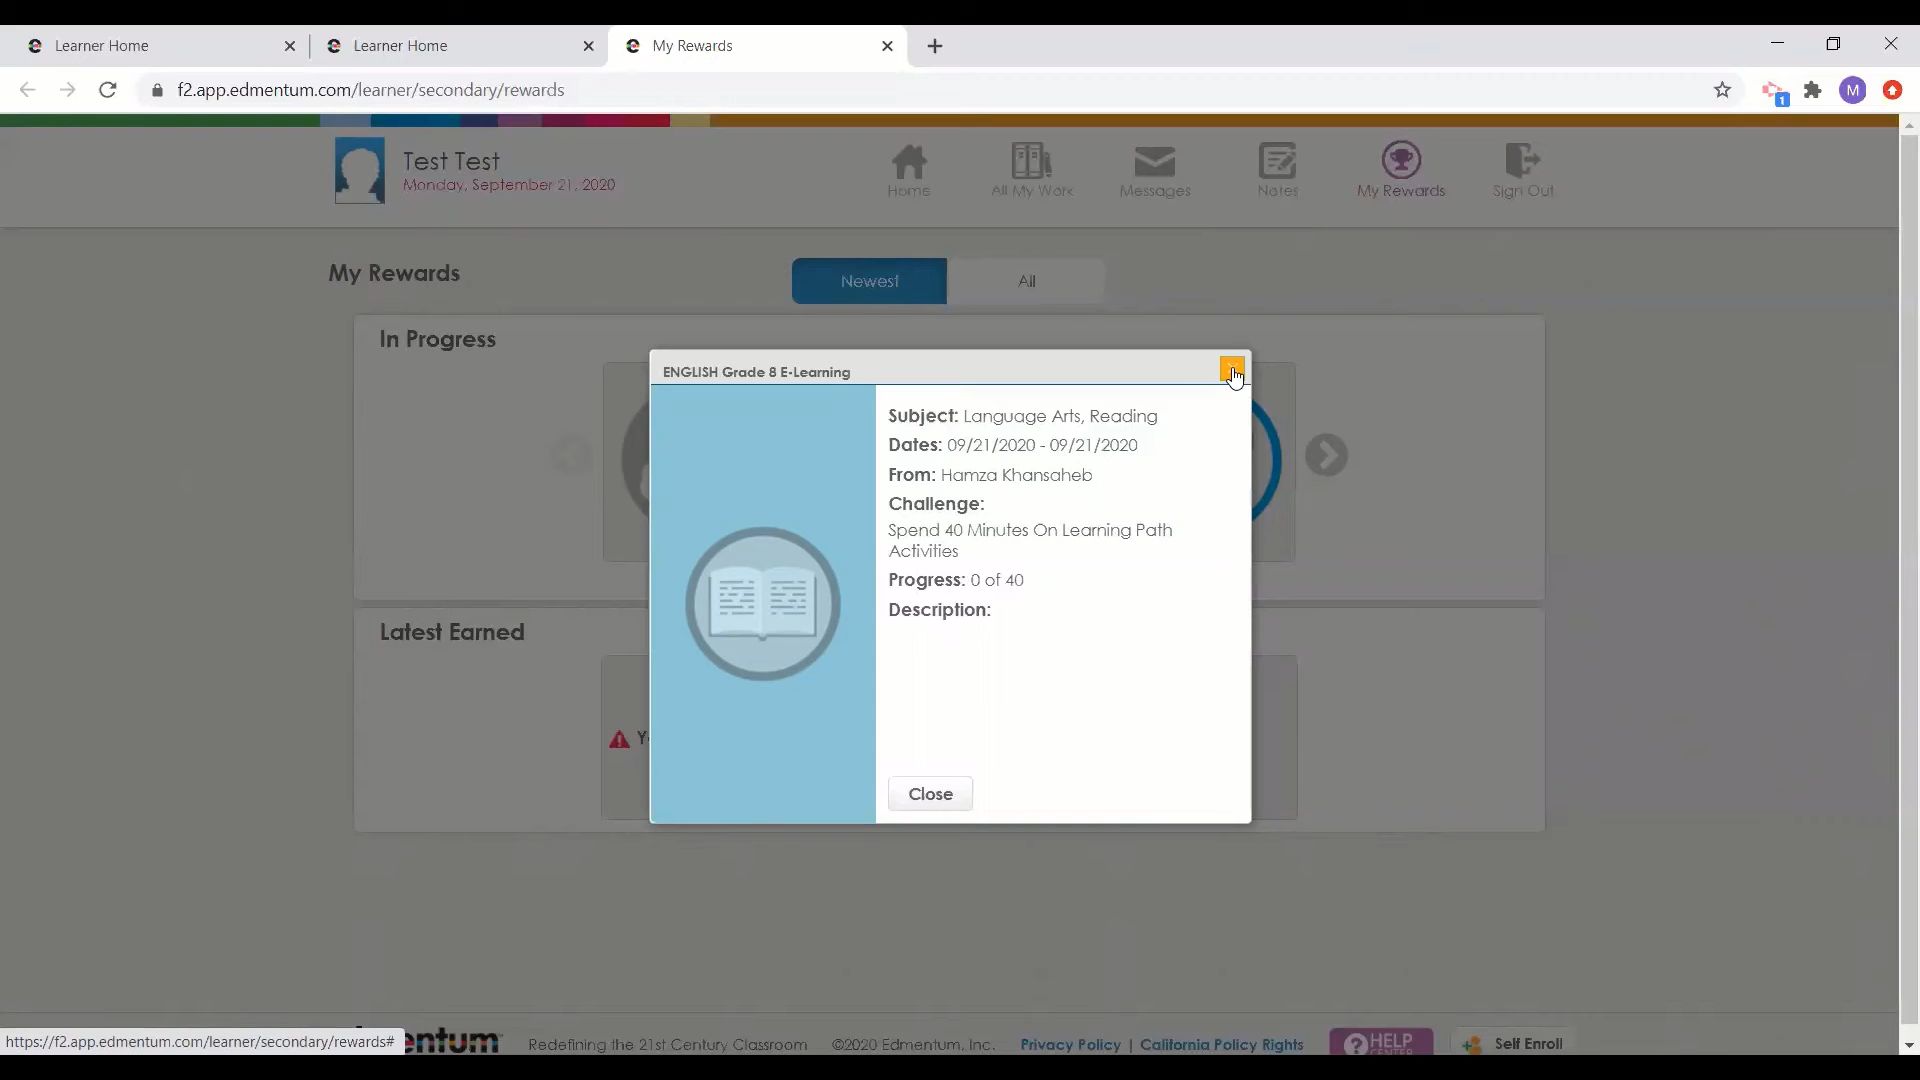 Learner Home
Learner Home
My Rewards
f2.app.edmentum.com/learner/secondary/rewards
M
1
Test Test
Monday, September 21, 2020
Home
All My Work
Messages
Notes
My Rewards
Sign Out
My Rewards
Newest
All
In Progress
ENGLISH Grade 8 E-Learning
Subject: Language Arts, Reading
Dates: 09/21/2020 - 09/21/2020
From: Hamza Khansaheb
Challenge:
Spend 40 Minutes On Learning Path
Activities
Progress: 0 of 40
Description:
Latest Earned
Close
https://f2.app.edmentum.com/learner/secondary/rewards#
Redefining the 21st Century Classroom
©2020 Edmentum, Inc.
Privacy Policy | California Policy Rights
HELP
Self Enroll